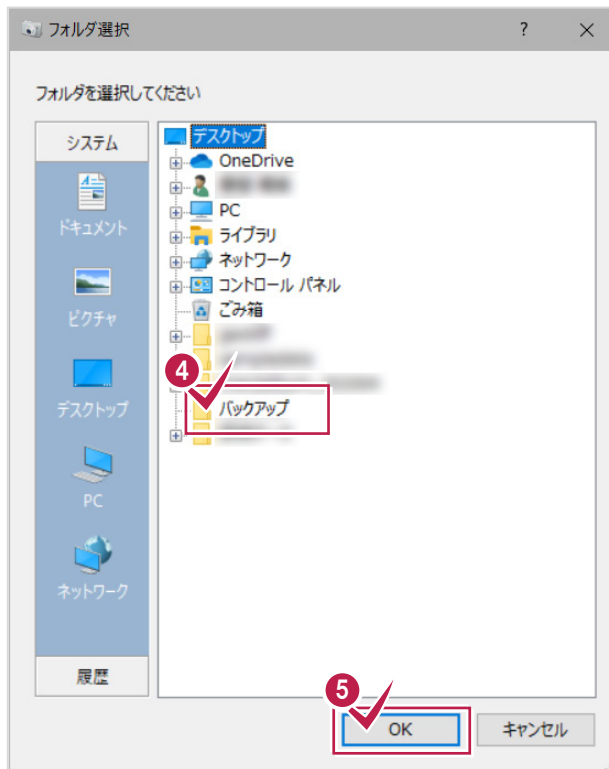 フォルダ選択
?
フォルダを選択してください
システム
ドキュメント
ピクチャ
デスクトップ
PC
ネットワーク
履歴
デスクトップ
OneDrive
PC
ライブラリ
ネットワーク
コントロール パネル
ごみ箱
4
バックアップ
5
OK
キャンセル